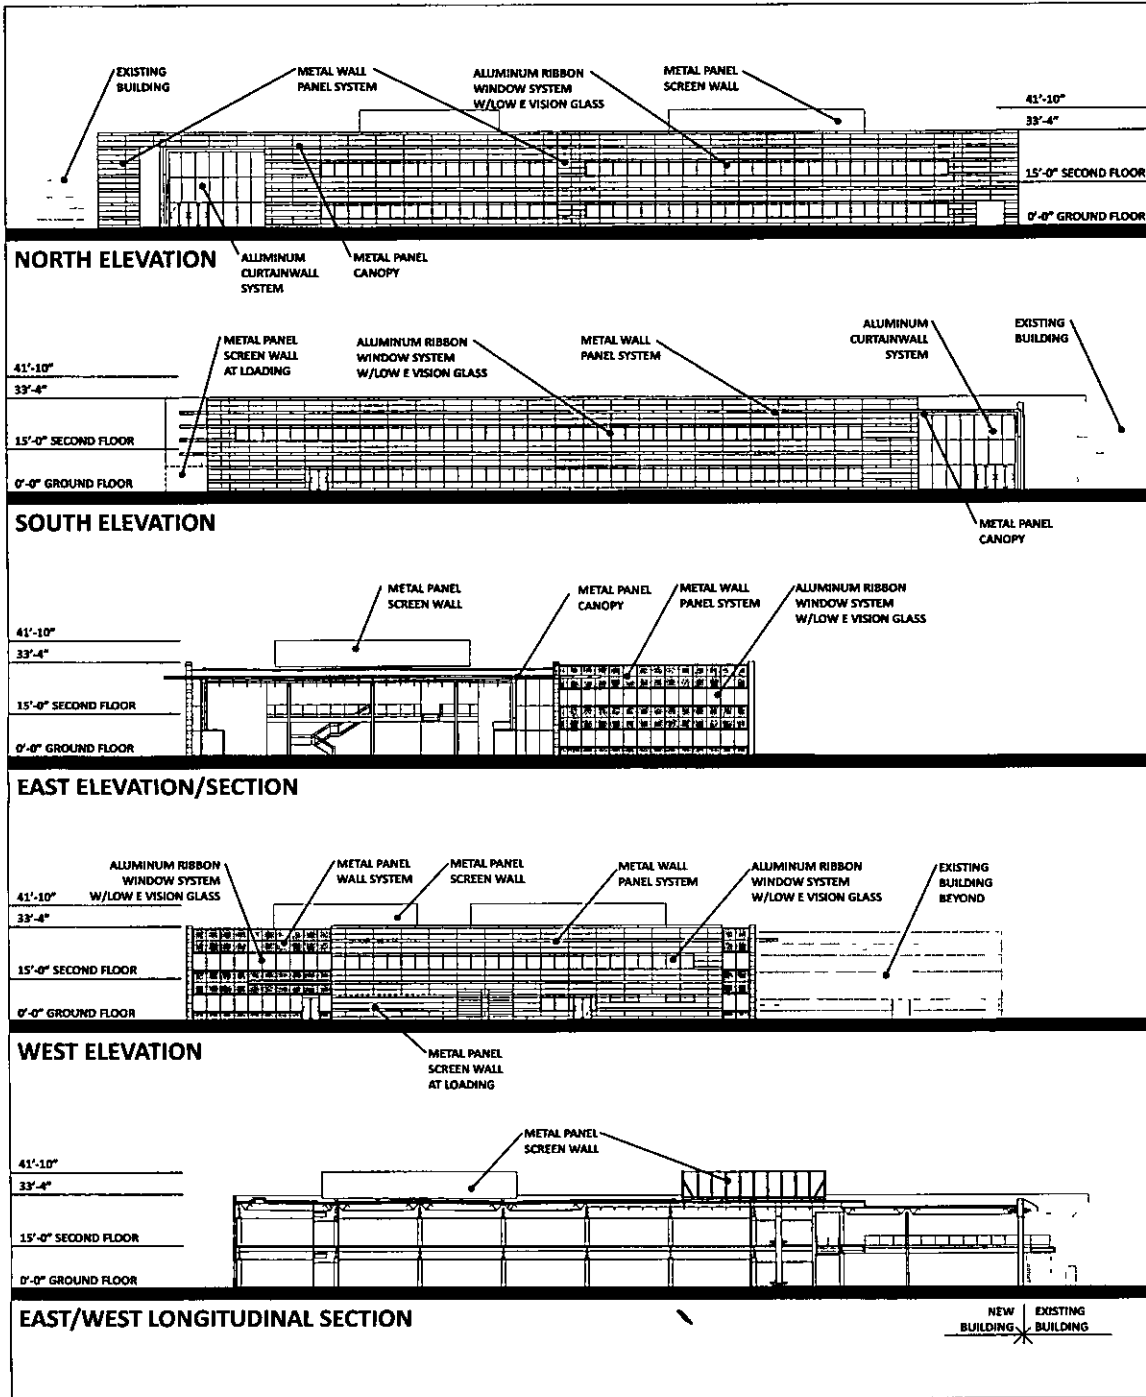 EXISTING
BUILDING
METAL WALL
PANEL SYSTEM
ALUMINUM RIBBON
WINDOW SYSTEM
W/LOW E VISION GLASS
METAL PANEL
SCREEN WALL
41'-10"
33'-4"
15'-0" SECOND FLOOR
0'-0" GROUND FLOOR
NORTH ELEVATION
ALUMINUM
CURTAINWALL
SYSTEM
METAL PANEL
CANOPY
METAL PANEL
SCREEN WALL
AT LOADING
ALUMINUM RIBBON
WINDOW SYSTEM
W/LOW E VISION GLASS
METAL WALL
PANEL SYSTEM
ALUMINUM
CURTAINWALL
SYSTEM
EXISTING
BUILDING
41'-10"
33'-4"
15'-0" SECOND FLOOR
0'-0" GROUND FLOOR
SOUTH ELEVATION
METAL PANEL
CANOPY
METAL PANEL
SCREEN WALL
METAL PANEL
CANOPY
METAL WALL
PANEL SYSTEM
ALUMINUM RIBBON
WINDOW SYSTEM
W/LOW E VISION GLASS
41'-10"
33'-4"
15'-0" SECOND FLOOR
0'-0" GROUND FLOOR
EAST ELEVATION/SECTION
ALUMINUM RIBBON
WINDOW SYSTEM
W/LOW E VISION GLASS
METAL PANEL
WALL SYSTEM
METAL PANEL
SCREEN WALL
METAL WALL
PANEL SYSTEM
ALUMINUM RIBBON
WINDOW SYSTEM
W/LOW E VISION GLASS
EXISTING
BUILDING
BEYOND
41'-10"
33'-4"
15'-0" SECOND FLOOR
0'-0" GROUND FLOOR
WEST ELEVATION
METAL PANEL
SCREEN WALL
AT LOADING
METAL PANEL
SCREEN WALL
41'-10"
33'-4"
15'-0" SECOND FLOOR
0'-0" GROUND FLOOR
EAST/WEST LONGITUDINAL SECTION
NEW
BUILDING
EXISTING
BUILDING